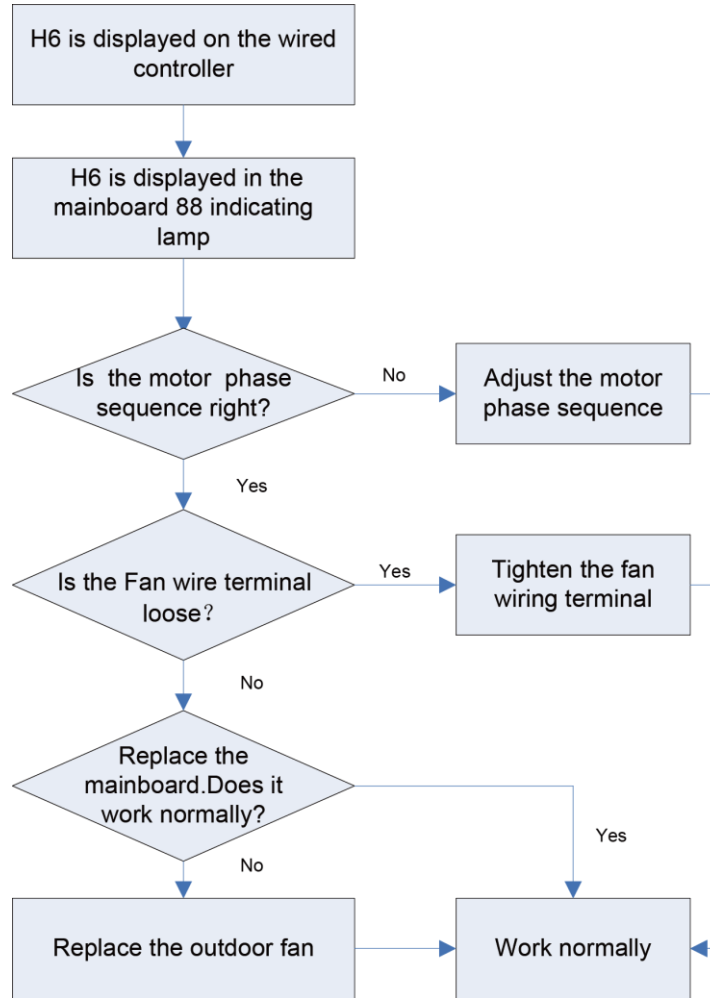 H6 is displayed on the wired
controller
H6 is displayed in the
mainboard 88 indicating
lamp
Is the motor phase
sequence right?
No
Adjust the motor
phase sequence
Yes
Is the Fan wire terminal
loose？
Yes
Tighten the fan
wiring terminal
No
Replace the
mainboard.Does it
work normally?
Yes
No
Replace the outdoor fan
Work normally